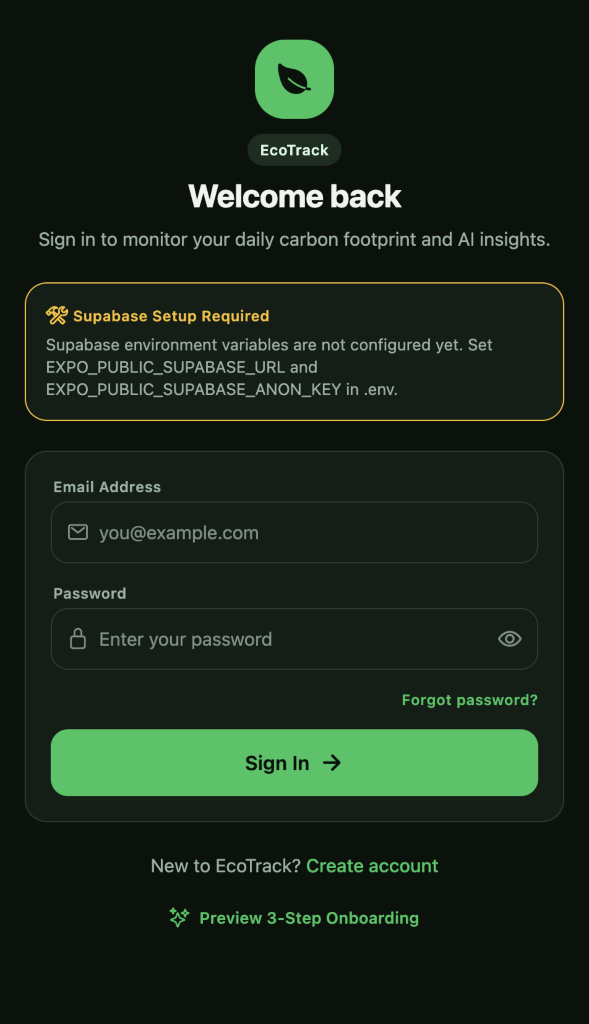 EcoTrack
Welcome back
Sign in to monitor your daily carbon footprint and AI insights.
Supabase Setup Required
Supabase environment variables are not configured yet. Set
EXPO_PUBLIC_SUPABASE_URL and
EXPO_PUBLIC_SUPABASE_ANON_KEY in .env.
Email Address
you@example.com
Password
Enter your password
Forgot password?
Sign In →
New to EcoTrack? Create account
Preview 3-Step Onboarding